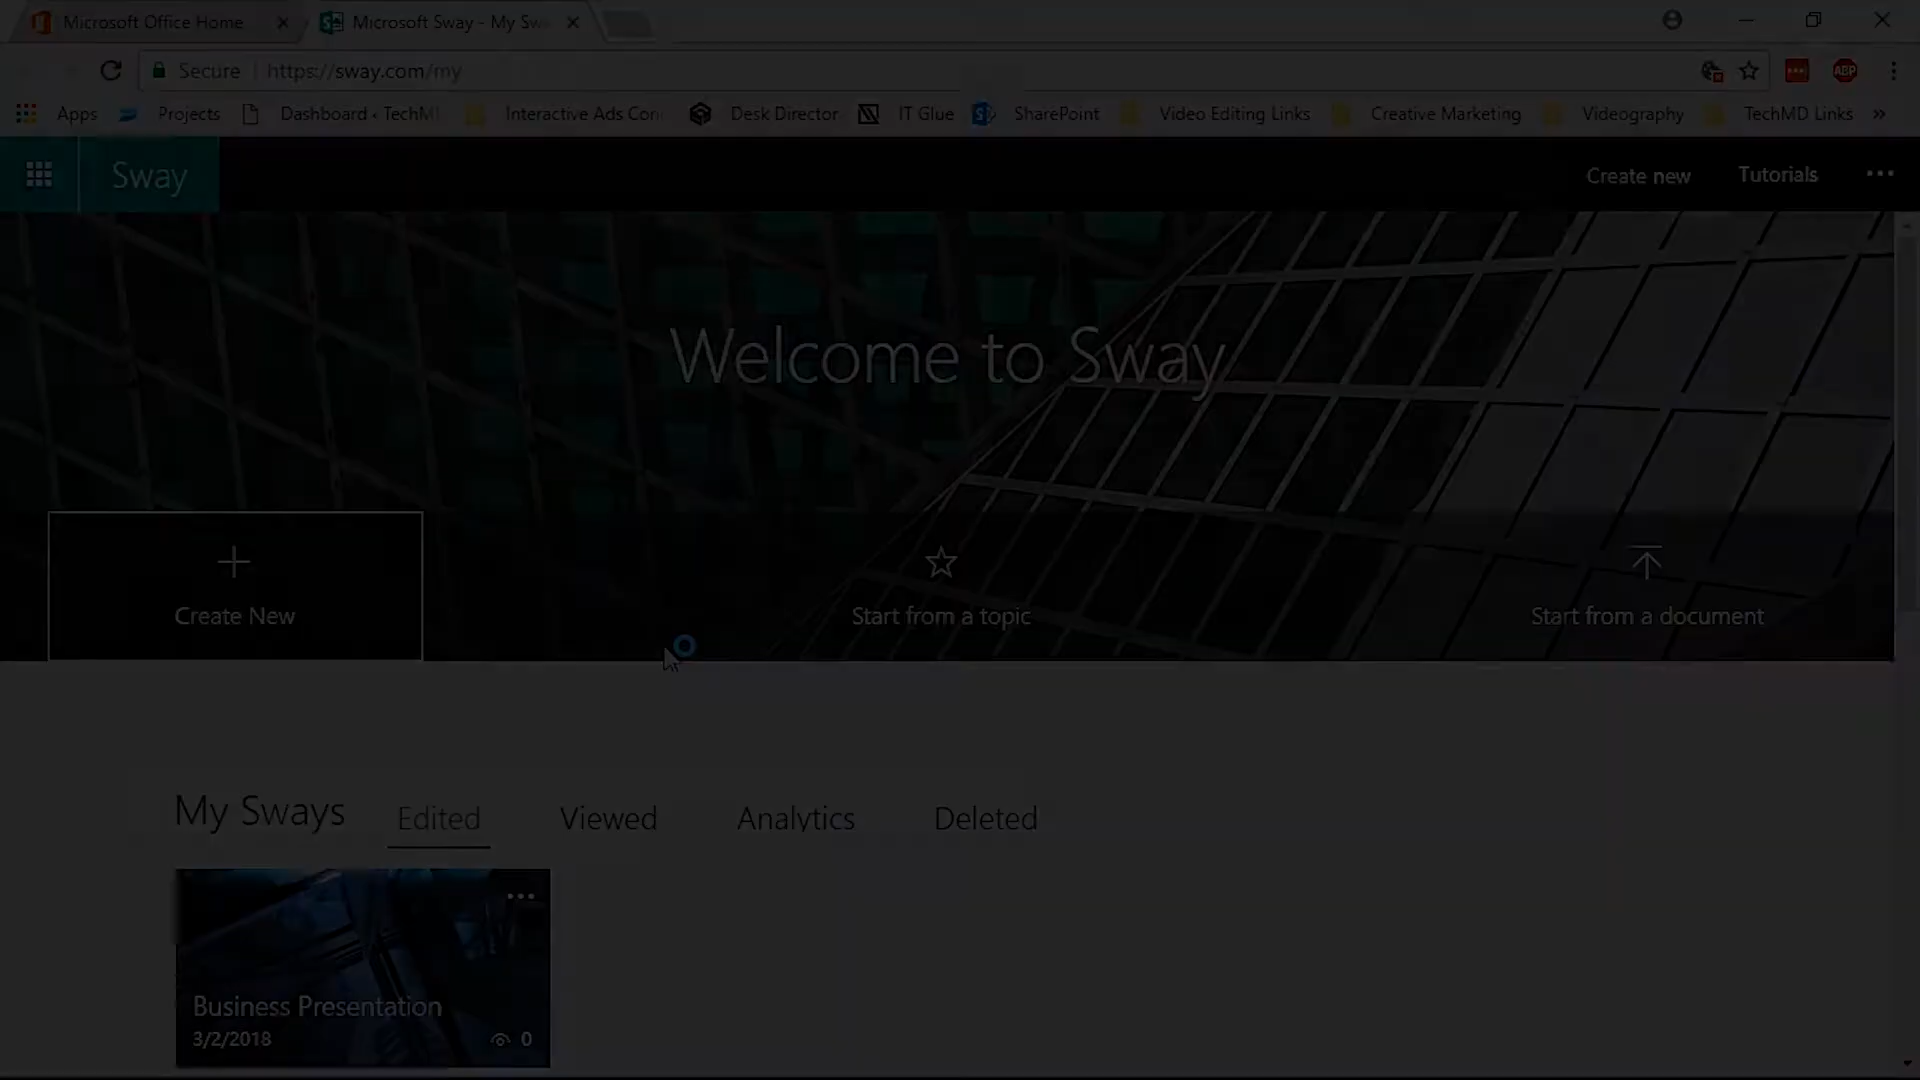 Microsoft Office Home
Microsoft Sway - My Sw
Secure
https://sway.com/my
ABP
Apps
Projects
Dashboard ‹ TechM
Interactive Ads Con
Desk Director
IT Glue
SharePoint
Video Editing Links
Creative Marketing
Videography
TechMD Links
»
Sway
Create new
Tutorials
Welcome to Sway
Create New
Start from a topic
Start from a document
My Sways
Edited
Viewed
Analytics
Deleted
Business Presentation
3/2/2018
0